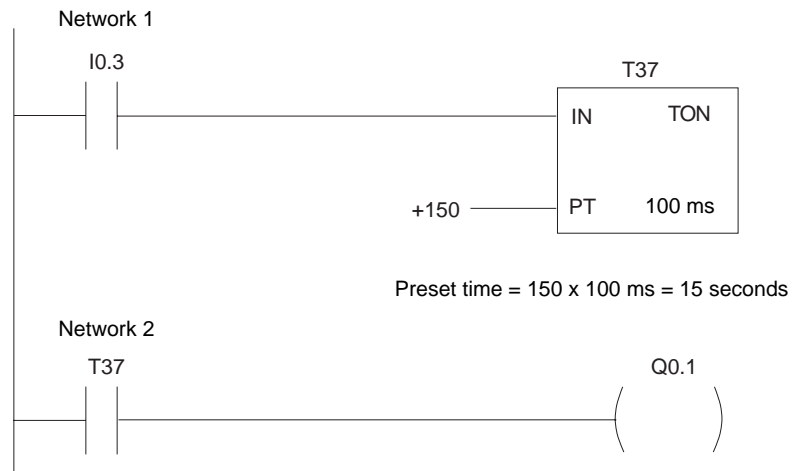 Network 1
I0.3
T37
IN TON
+150 PT 100 ms
Preset time = 150 x 100 ms = 15 seconds
Network 2
T37 Q0.1